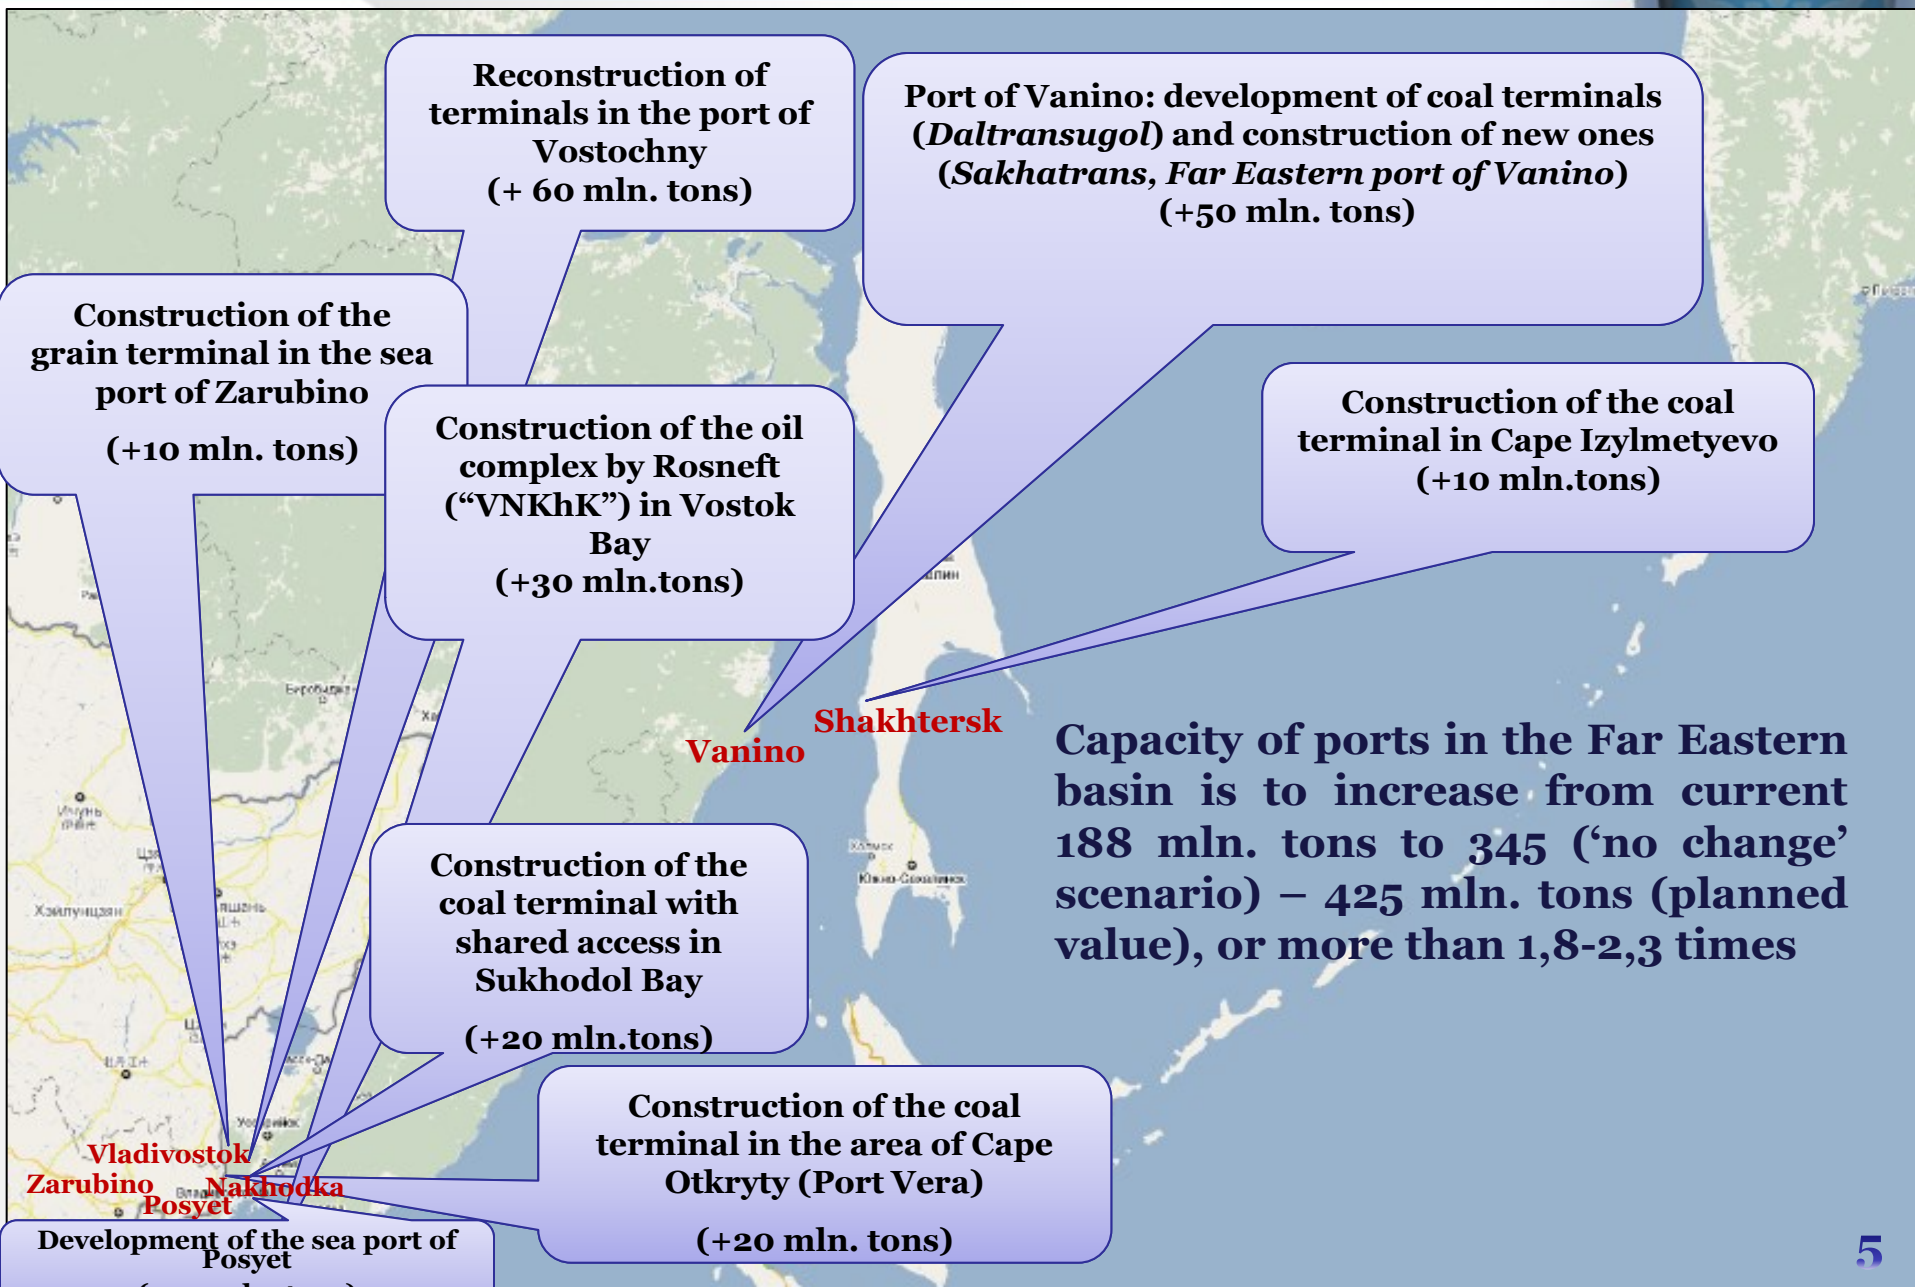 Reconstruction of
terminals in the port of
Vostochny
(+ 60 mln. tons)
Port of Vanino: development of coal terminals
(Daltransugol) and construction of new ones
(Sakhatrans, Far Eastern port of Vanino)
(+50 mln. tons)
Construction of the
grain terminal in the sea
port of Zarubino
(+10 mln. tons)
Construction of the oil
complex by Rosneft
(“VNKhK”) in Vostok
Bay
(+30 mln.tons)
Construction of the coal
terminal in Cape Izylmetyevo
(+10 mln.tons)
Shakhtersk
Vanino
Capacity of ports in the Far Eastern
basin is to increase from current
188 mln. tons to 345 (‘no change’
scenario) – 425 mln. tons (planned
value), or more than 1,8-2,3 times
Construction of the
coal terminal with
shared access in
Sukhodol Bay
(+20 mln.tons)
Construction of the coal
terminal in the area of Cape
Otkryty (Port Vera)
(+20 mln. tons)
Vladivostok
Zarubino
Nakhodka
Posyet
Development of the sea port of
Posyet
Хэйлунцзян
Холмск
Южно-Сахалинск
5